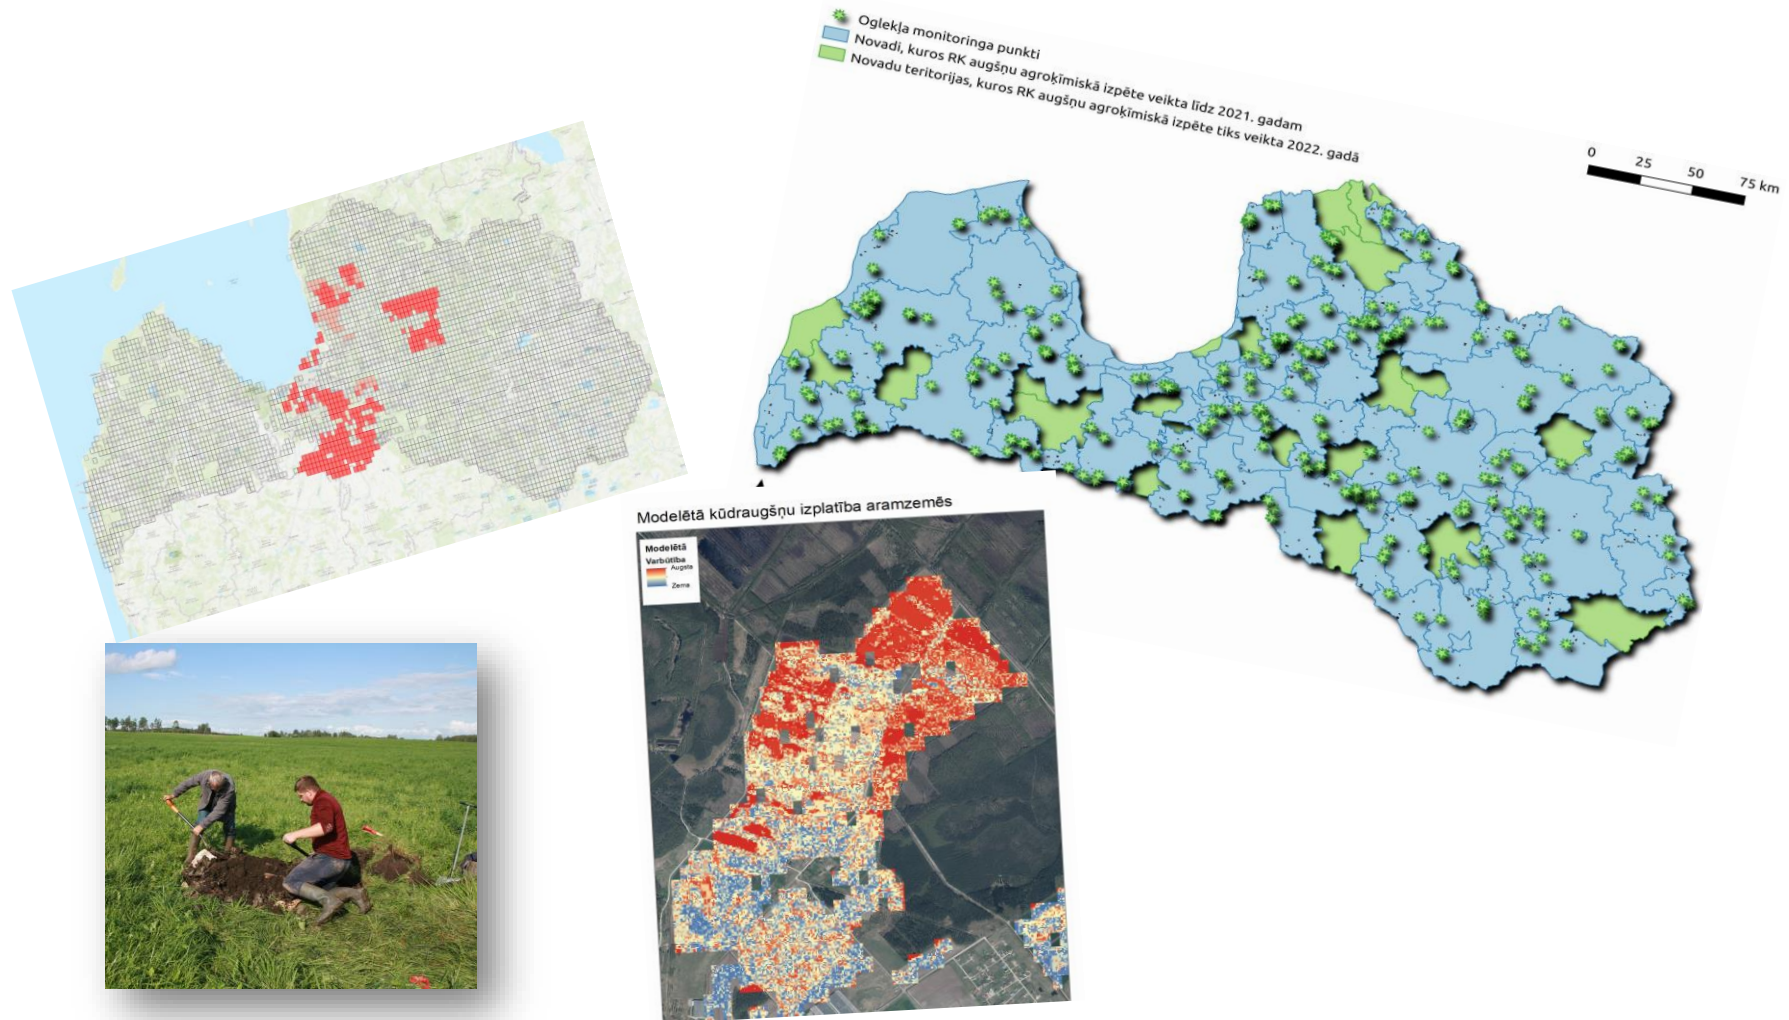 Oglekļa monitoringa punkti
Novadi, kuros RK augšņu agroķīmiskā izpēte veikta līdz 2021. gadam
Novadu teritorijas, kuros RK augšņu agroķīmiskā izpēte tiks veikta 2022. gadā
0 25 50 75 km
Modelētā kūdraugšņu izplatība aramzemēs
Modelētā
Varbūtība
Augsta
Zema